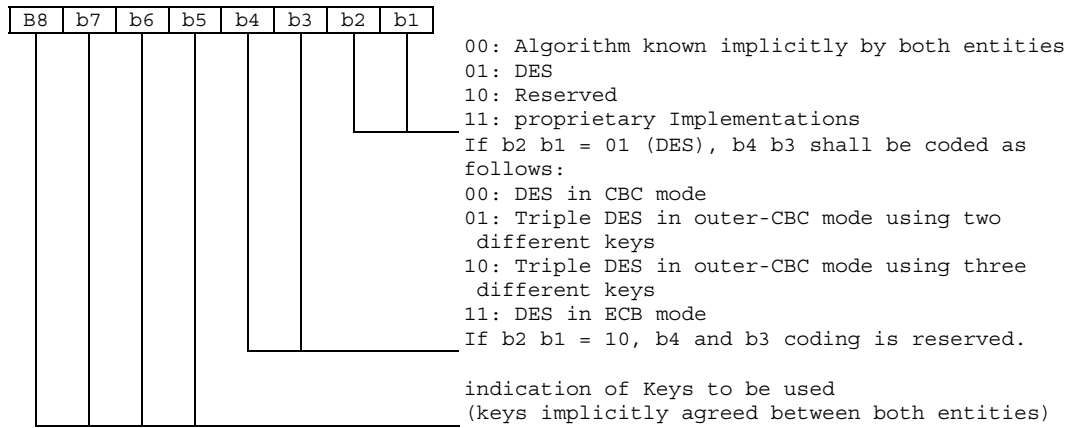 B8 b7 b6 b5 b4 b3 b2 b1
00: Algorithm known implicitly by both entities
01: DES
10: Reserved
11: proprietary Implementations
If b2 b1 = 01 (DES), b4 b3 shall be coded as
follows:
00: DES in CBC mode
01: Triple DES in outer-CBC mode using two
different keys
10: Triple DES in outer-CBC mode using three
different keys
11: DES in ECB mode
If b2 b1 = 10, b4 and b3 coding is reserved.
indication of Keys to be used
(keys implicitly agreed between both entities)